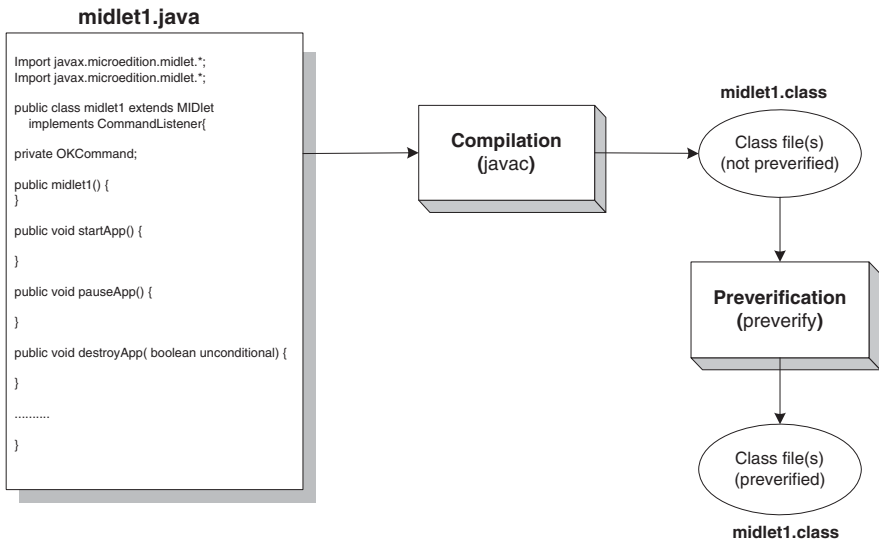 midlet1.java
Import javax.microedition.midlet.*;
Import javax.microedition.midlet.*;
public class midlet1 extends MIDlet
implements CommandListener{
private OKCommand;
public midlet1() {
}
public void startApp() {
}
public void pauseApp() {
}
public void destroyApp( boolean unconditional) {
}
..........
}
Compilation
(javac)
midlet1.class
Class file(s)
(not preverified)
Preverification
(preverify)
Class file(s)
(preverified)
midlet1.class